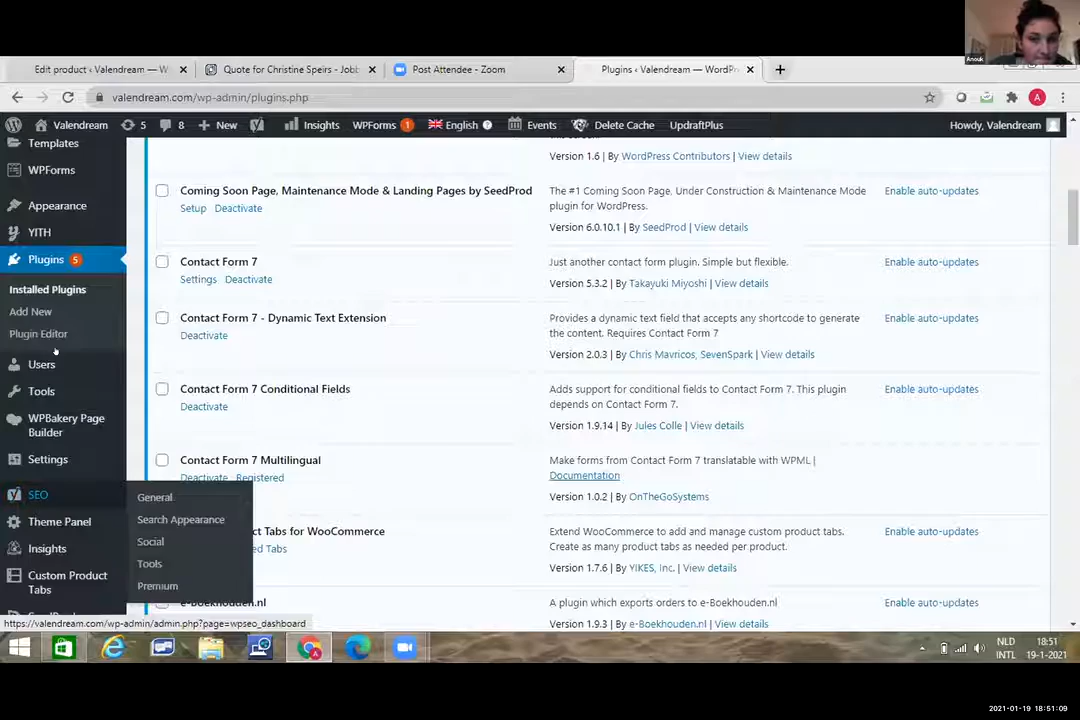 Anouk
Edit product ‹ Valendream — W
Quote for Christine Speirs - Jobb
Post Attendee - Zoom
Plugins ‹ Valendream — WordPr
valendream.com/wp-admin/plugins.php
A
Valendream
5
8
New
Insights
WPForms 1
English
Events
Delete Cache
UpdraftPlus
Howdy, Valendream
Templates
WPForms
Appearance
YITH
Plugins 5
Installed Plugins
Add New
Plugin Editor
Users
Tools
WPBakery Page
Builder
Settings
SEO
Theme Panel
Insights
Custom Product
Tabs
General
Search Appearance
Social
Tools
Premium
Version 1.6 | By WordPress Contributors | View details
Coming Soon Page, Maintenance Mode & Landing Pages by SeedProd
Setup Deactivate
The #1 Coming Soon Page, Under Construction & Maintenance Mode
plugin for WordPress.
Version 6.0.10.1 | By SeedProd | View details
Enable auto-updates
Contact Form 7
Settings Deactivate
Just another contact form plugin. Simple but flexible.
Version 5.3.2 | By Takayuki Miyoshi | View details
Enable auto-updates
Contact Form 7 - Dynamic Text Extension
Deactivate
Provides a dynamic text field that accepts any shortcode to generate
the content. Requires Contact Form 7
Version 2.0.3 | By Chris Mavricos, SevenSpark | View details
Enable auto-updates
Contact Form 7 Conditional Fields
Deactivate
Adds support for conditional fields to Contact Form 7. This plugin
depends on Contact Form 7.
Version 1.9.14 | By Jules Colle | View details
Enable auto-updates
Contact Form 7 Multilingual
Deactivate Registered
Make forms from Contact Form 7 translatable with WPML |
Documentation
Version 1.0.2 | By OnTheGoSystems
ct Tabs for WooCommerce
ed Tabs
Extend WooCommerce to add and manage custom product tabs.
Create as many product tabs as needed per product.
Version 1.7.6 | By YIKES, Inc. | View details
Enable auto-updates
e-Boekhouden.nl
A plugin which exports orders to e-Boekhouden.nl
Version 1.9.3 | By e-Boekhouden.nl | View details
Enable auto-updates
https://valendream.com/wp-admin/admin.php?page=wpseo_dashboard
NLD
INTL
18:51
19-1-2021
2021-01-19 18:51:09